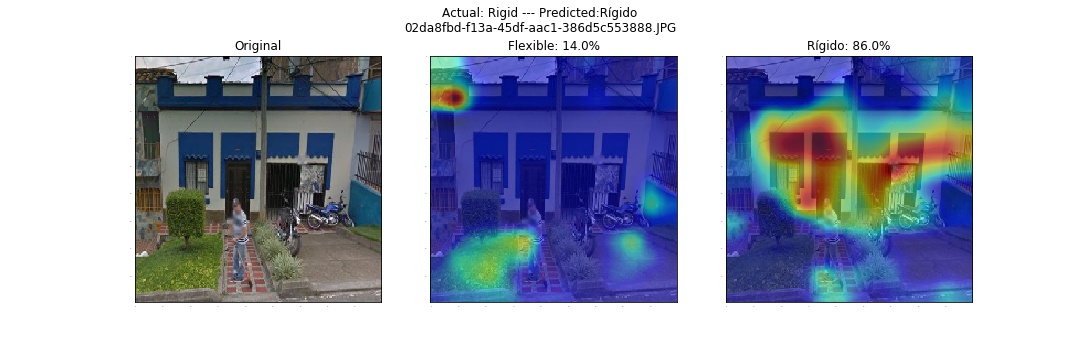 Actual: Rigid --- Predicted:Rígido
02da8fbd-f13a-45df-aac1-386d5c553888.JPG
Original
Flexible: 14.0%
Rígido: 86.0%